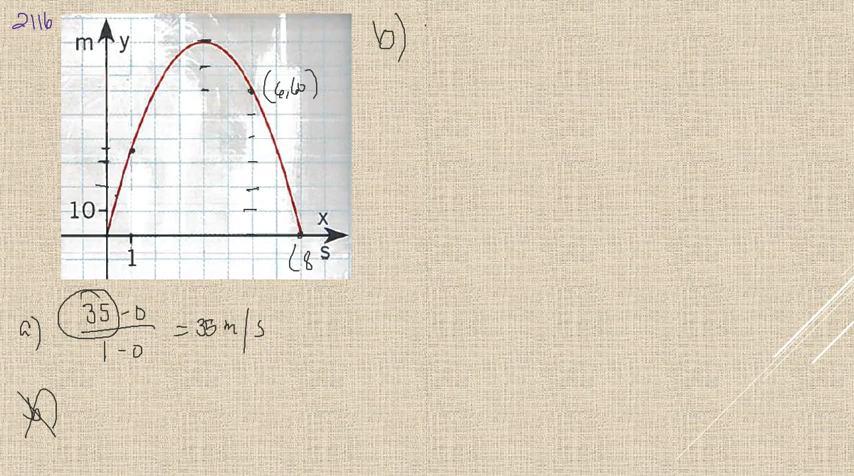 2116
m y
(6,60)
10
x
1
(8 s
a) 35-0 = 35 m/s
1-0
b)
b)